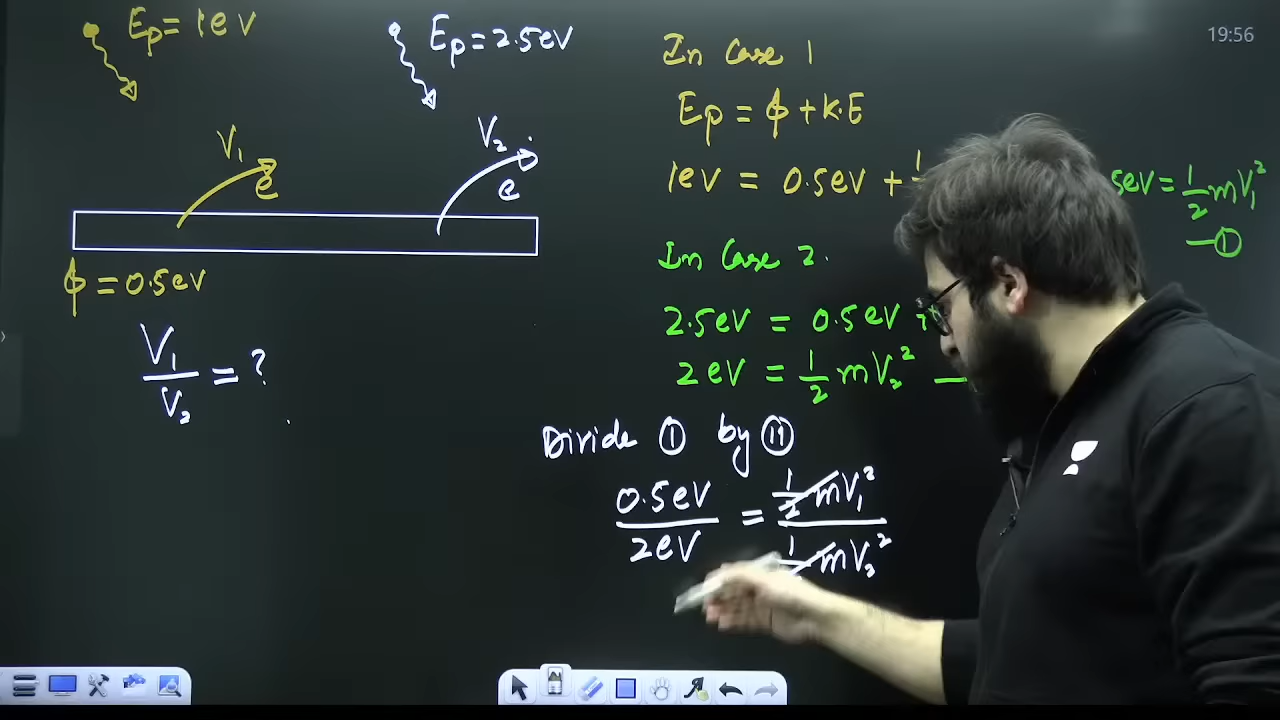 19:56
Ep = 1eV
Ep = 2.5eV
V₁
e
V₂
e
ϕ = 0.5eV
V₁/V₂ = ?
In Case 1
Ep = ϕ + K.E
1eV = 0.5eV + 1
5eV = 1/2 mV₁²
— ①
In Case 2.
2.5eV = 0.5eV
2eV = 1/2 mV₂² —
Divide ① by ⑪
0.5eV/2eV = 1/2 mV₁² / 1/2 mV₂²